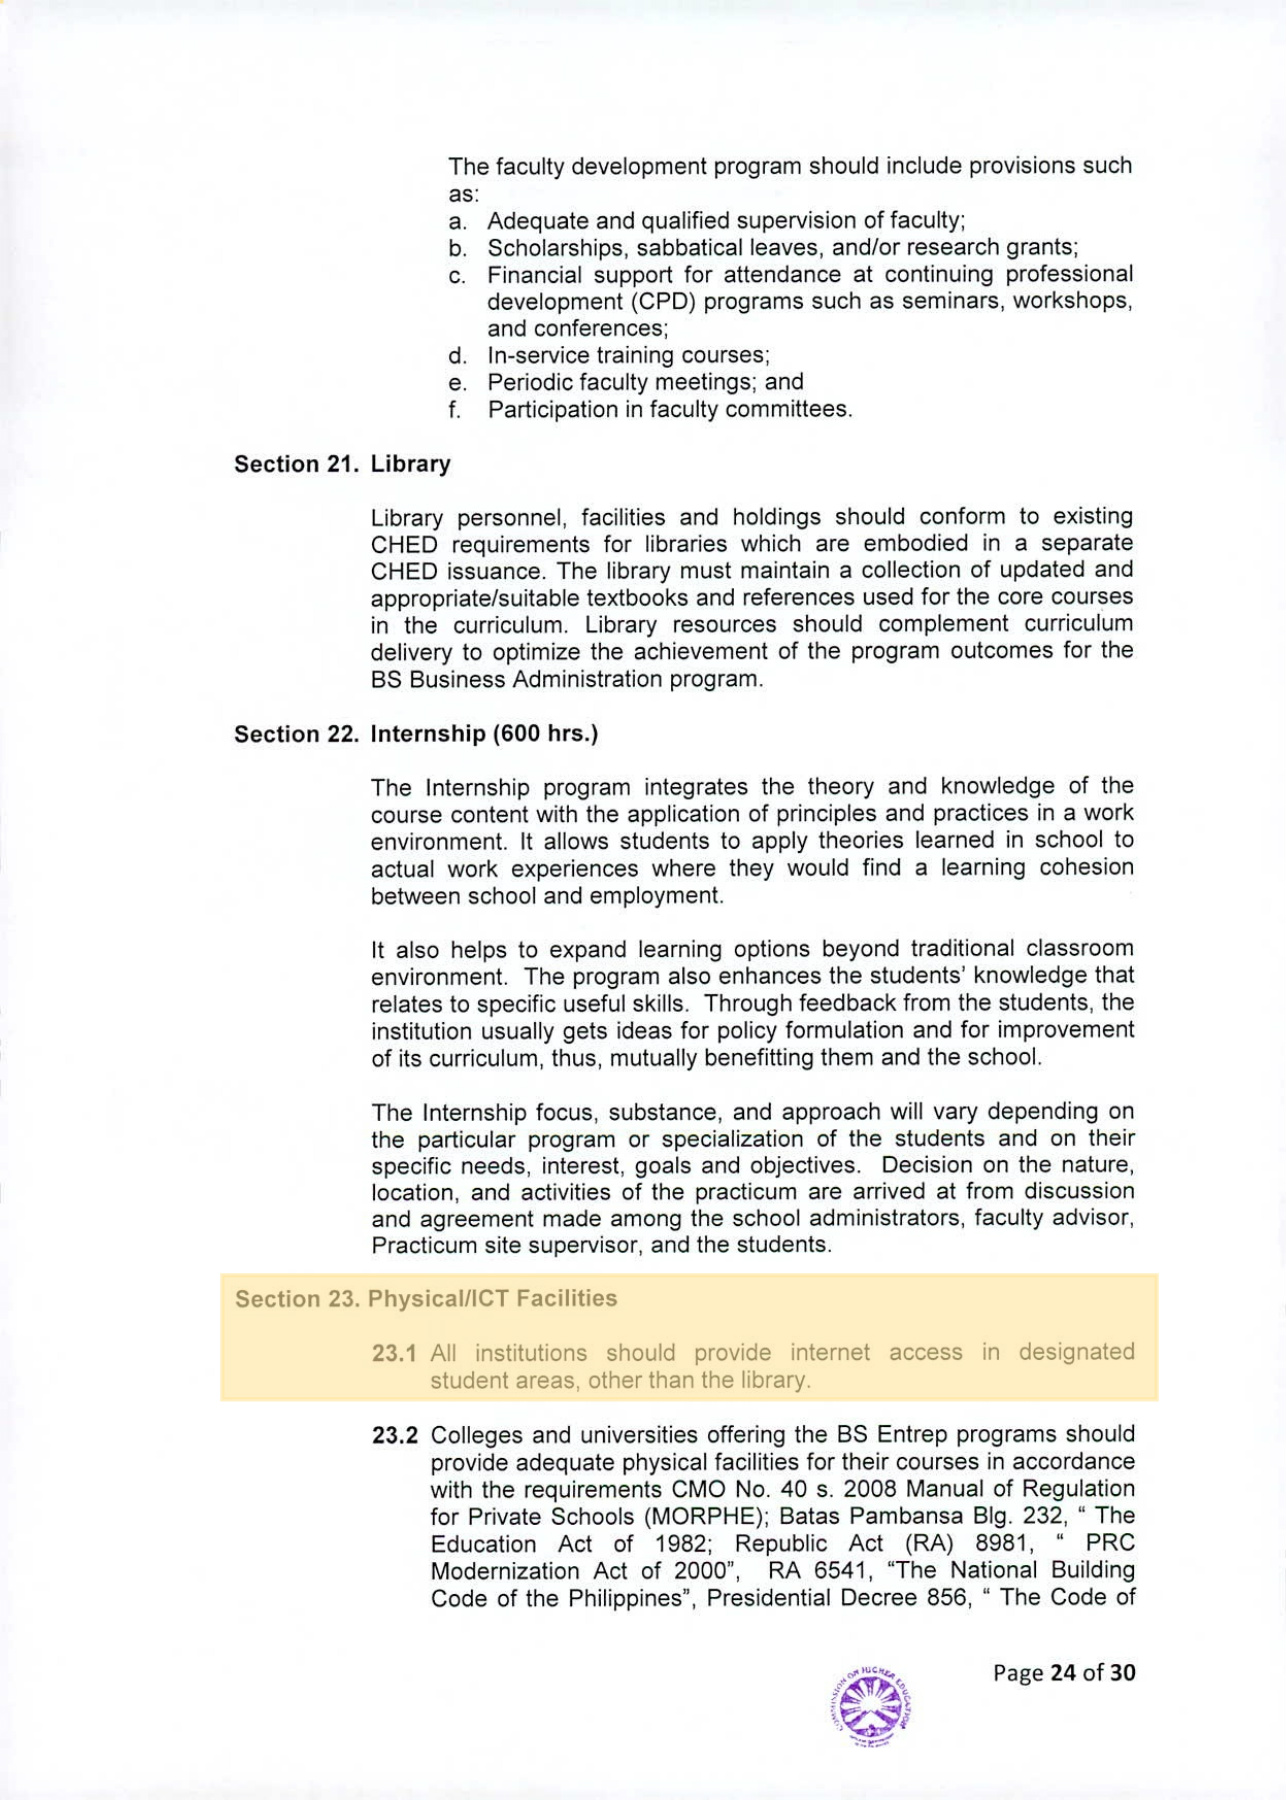 The faculty development program should include provisions such
as:
a. Adequate and qualified supervision of faculty;
b. Scholarships, sabbatical leaves, and/or research grants;
c. Financial support for attendance at continuing professional
development (CPD) programs such as seminars, workshops,
and conferences;
d. In-service training courses;
e. Periodic faculty meetings; and
f. Participation in faculty committees.
Section 21. Library
Library personnel, facilities and holdings should conform to existing
CHED requirements for libraries which are embodied in a separate
CHED issuance. The library must maintain a collection of updated and
appropriate/suitable textbooks and references used for the core courses
in the curriculum. Library resources should complement curriculum
delivery to optimize the achievement of the program outcomes for the
BS Business Administration program.
Section 22. Internship (600 hrs.)
The Internship program integrates the theory and knowledge of the
course content with the application of principles and practices in a work
environment. It allows students to apply theories learned in school to
actual work experiences where they would find a learning cohesion
between school and employment.
It also helps to expand learning options beyond traditional classroom
environment. The program also enhances the students' knowledge that
relates to specific useful skills. Through feedback from the students, the
institution usually gets ideas for policy formulation and for improvement
of its curriculum, thus, mutually benefitting them and the school.
The Internship focus, substance, and approach will vary depending on
the particular program or specialization of the students and on their
specific needs, interest, goals and objectives. Decision on the nature,
location, and activities of the practicum are arrived at from discussion
and agreement made among the school administrators, faculty advisor,
Practicum site supervisor, and the students.
Section 23. Physical/ICT Facilities
23.1 All institutions should provide internet access in designated
student areas, other than the library.
23.2 Colleges and universities offering the BS Entrep programs should
provide adequate physical facilities for their courses in accordance
with the requirements CMO No. 40 s. 2008 Manual of Regulation
for Private Schools (MORPHE); Batas Pambansa Blg. 232, “ The
Education Act of 1982; Republic Act (RA) 8981, “ PRC
Modernization Act of 2000”, RA 6541, “The National Building
Code of the Philippines”, Presidential Decree 856, “ The Code of
Page 24 of 30
COMMISSION ON HIGHER EDUCATION